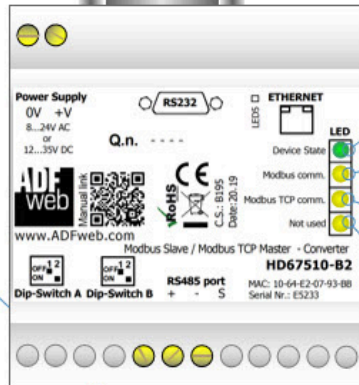 Power Supply
0V +V
8...24V AC
or
12...35V DC
RS232
Q.n. - - - -
LED5
ETHERNET
LED
Device State
Modbus comm.
Modbus TCP comm.
Not used
ADF
web
Manual link
RoHS
CE
C.S.: B195
Date: 20.19
www.ADFweb.com
Modbus Slave / Modbus TCP Master - Converter
HD67510-B2
OFF 1 2
ON
OFF 1 2
ON
Dip-Switch A
Dip-Switch B
RS485 port
+ - S
MAC: 10-64-E2-07-93-BB
Serial Nr.: E5233